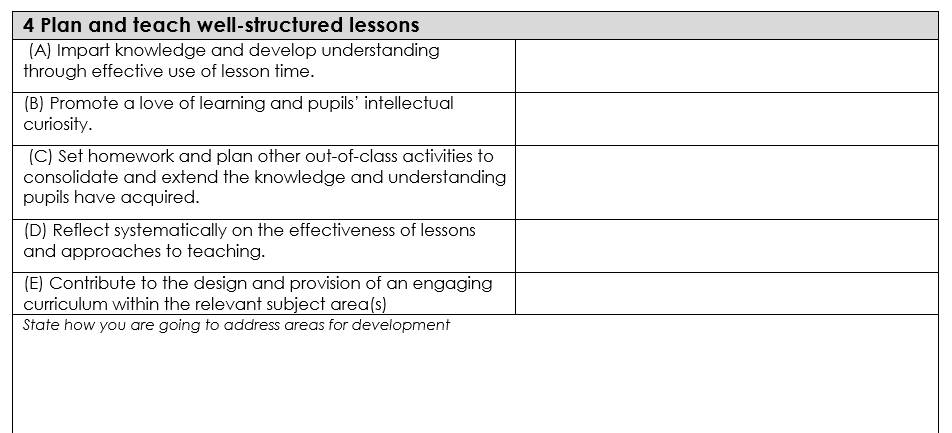 4 Plan and teach well-structured lessons
(A) Impart knowledge and develop understanding
through effective use of lesson time.
(B) Promote a love of learning and pupils’ intellectual
curiosity.
(C) Set homework and plan other out-of-class activities to
consolidate and extend the knowledge and understanding
pupils have acquired.
(D) Reflect systematically on the effectiveness of lessons
and approaches to teaching.
(E) Contribute to the design and provision of an engaging
curriculum within the relevant subject area(s)
State how you are going to address areas for development